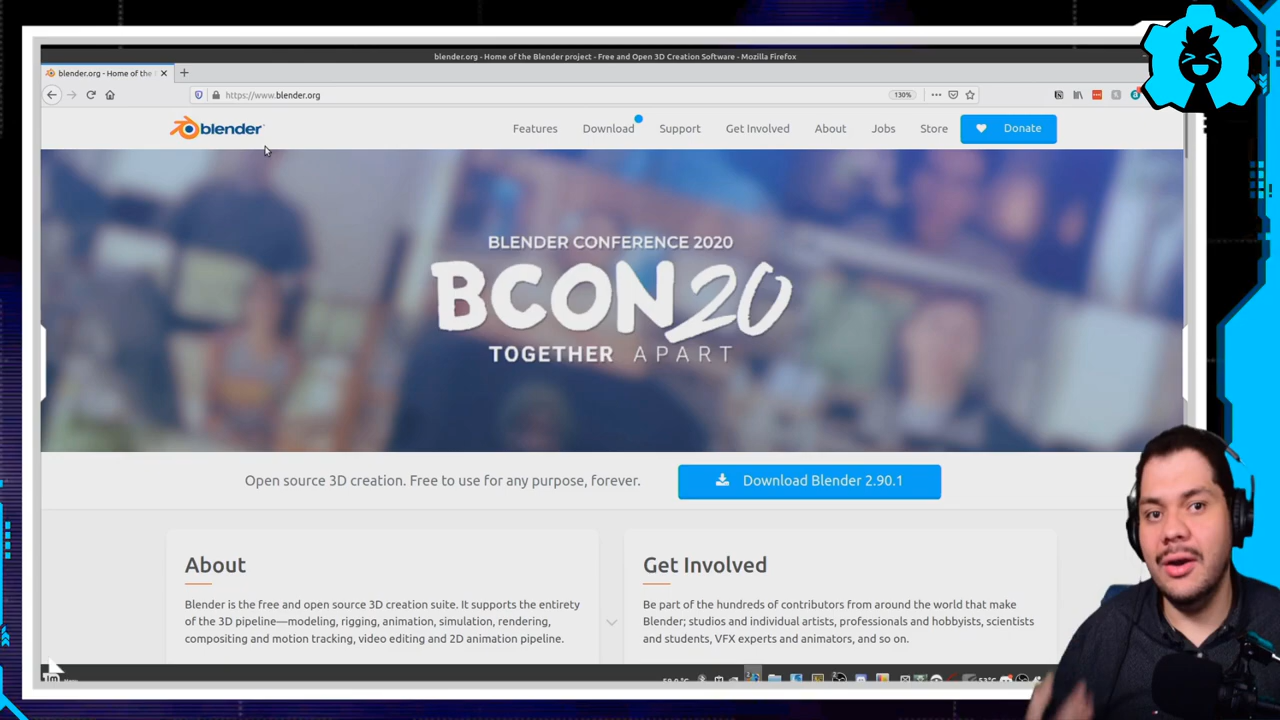 blender.org - Home of the Blender project - Free and Open 3D Creation Software - Mozilla Firefox
blender.org - Home of the
https://www.blender.org
130%
blender
Features
Download
Support
Get Involved
About
Jobs
Store
Donate
BLENDER CONFERENCE 2020
BCON20
TOGETHER APART
Open source 3D creation. Free to use for any purpose, forever.
Download Blender 2.90.1
About
Blender is the free and open source 3D creation suite. It supports the entirety
of the 3D pipeline—modeling, rigging, animation, simulation, rendering,
compositing and motion tracking, video editing and 2D animation pipeline.
Get Involved
Be part of the hundreds of contributors from around the world that make
Blender; studios and individual artists, professionals and hobbyists, scientists
and students, VFX experts and animators, and so on.